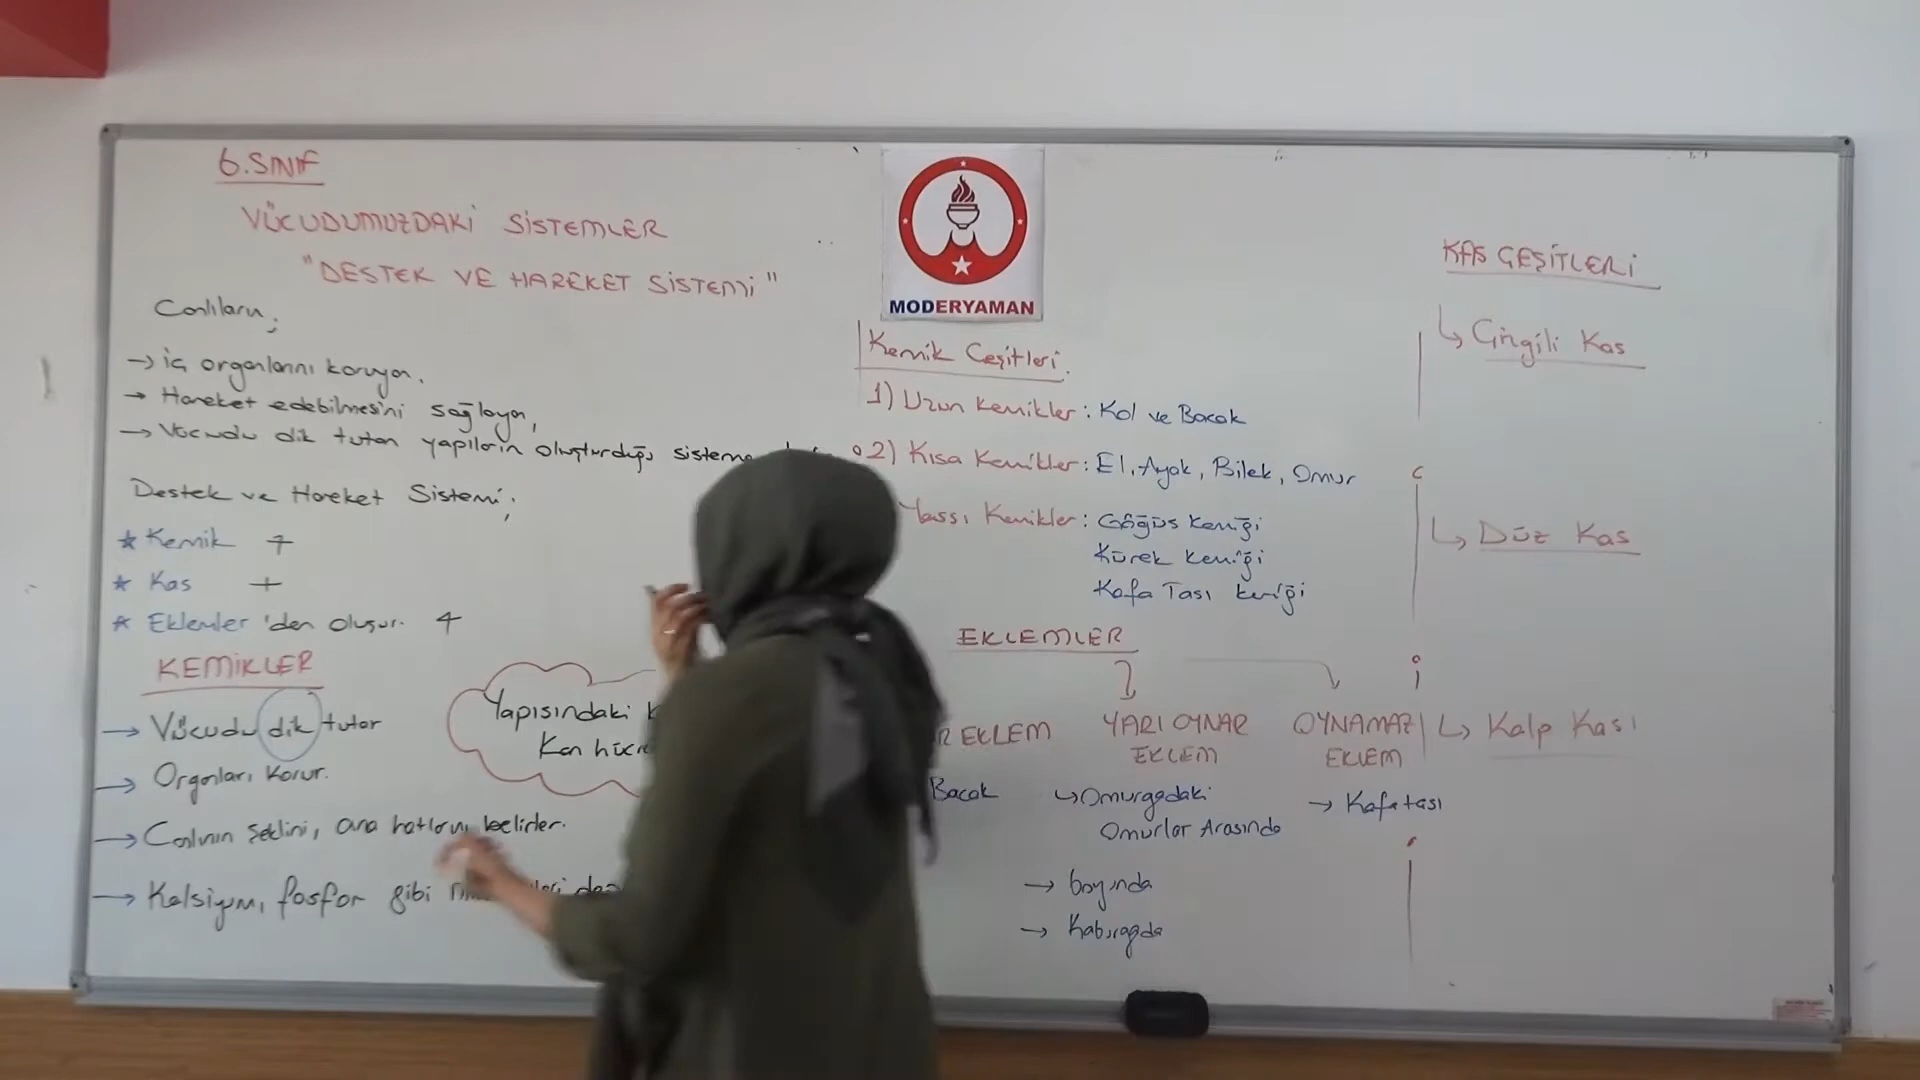 6.SINIF
VÜCUDUMUZDAKİ SİSTEMLER
"DESTEK VE HAREKET SİSTEMİ"
Canlıların;
→ iç organlarını koruyan,
→ Hareket edebilmesini sağlayan,
→ Vücudu dik tutan yapıların oluşturduğu sisteme
Destek ve Hareket Sistemi;
* Kemik +
* Kas +
* Eklemler 'den oluşur. +
KEMİKLER
→ Vücudu dik tutar
→ Organları korur.
→ Canlının şeklini, ana hatlarını belirler.
→ Kalsiyum, fosfor gibi
Yapısındaki
Kan
MODERYAMAN
Kemik Çeşitleri
1) Uzun Kemikler: Kol ve Bacak
2) Kısa Kemikler: El, Ayak, Bilek, Omur
Yassı Kemikler: Göğüs kemiği
Kürek kemiği
Kafa Tası kemiği
EKLEMLER
EKLEM
Bacak
YARI OYNAR
EKLEM
↳ Omurgadaki
Omurlar Arasında
→ boyunda
→ Kaburgada
OYNAMAZ
EKLEM
→ Kafatası
KAS ÇEŞİTLERİ
↳ Çizgili Kas
↳ Düz Kas
↳ Kalp Kası